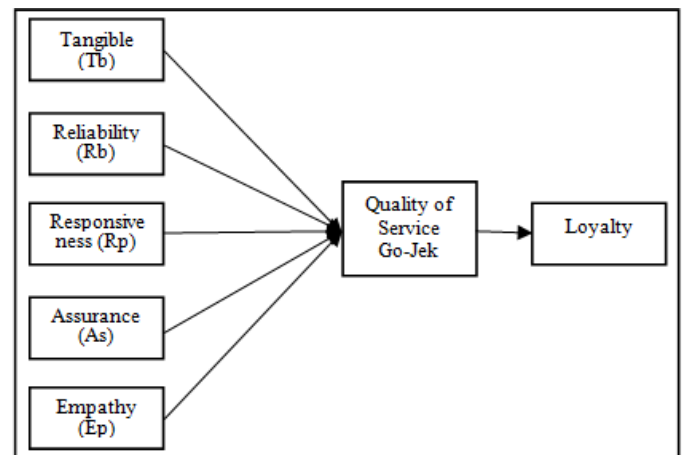 Tangible
(Tb)
Reliability
(Rb)
Responsive
ness (Rp)
Assurance
(As)
Empathy
(Ep)
Quality of
Service
Go-Jek
Loyalty